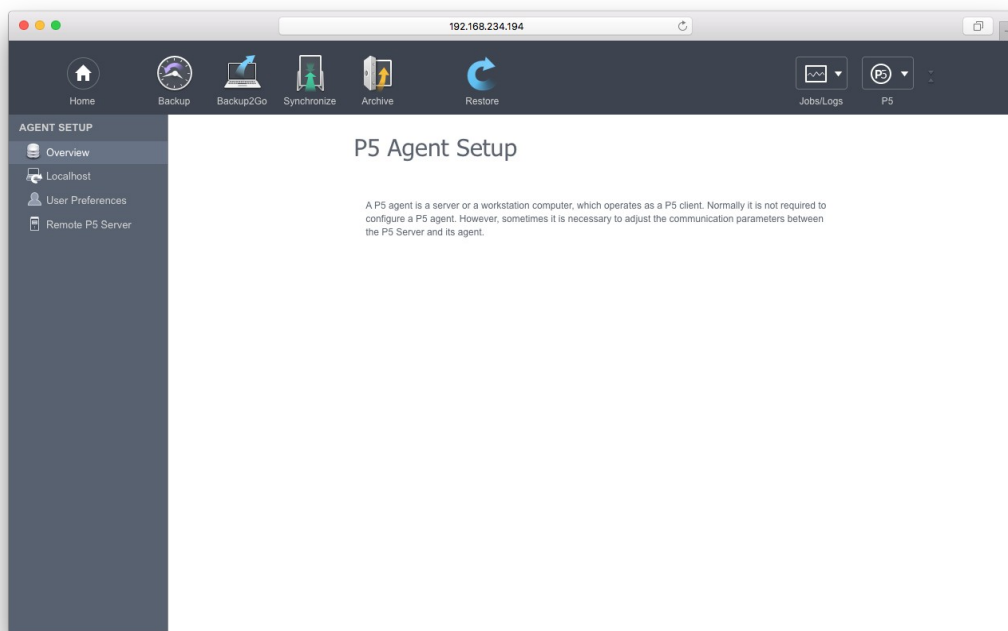 192.168.234.194
Home
Backup
Backup2Go
Synchronize
Archive
Restore
Jobs/Logs
P5
P5
AGENT SETUP
Overview
Localhost
User Preferences
Remote P5 Server
P5 Agent Setup
A P5 agent is a server or a workstation computer, which operates as a P5 client. Normally it is not required to
configure a P5 agent. However, sometimes it is necessary to adjust the communication parameters between
the P5 Server and its agent.